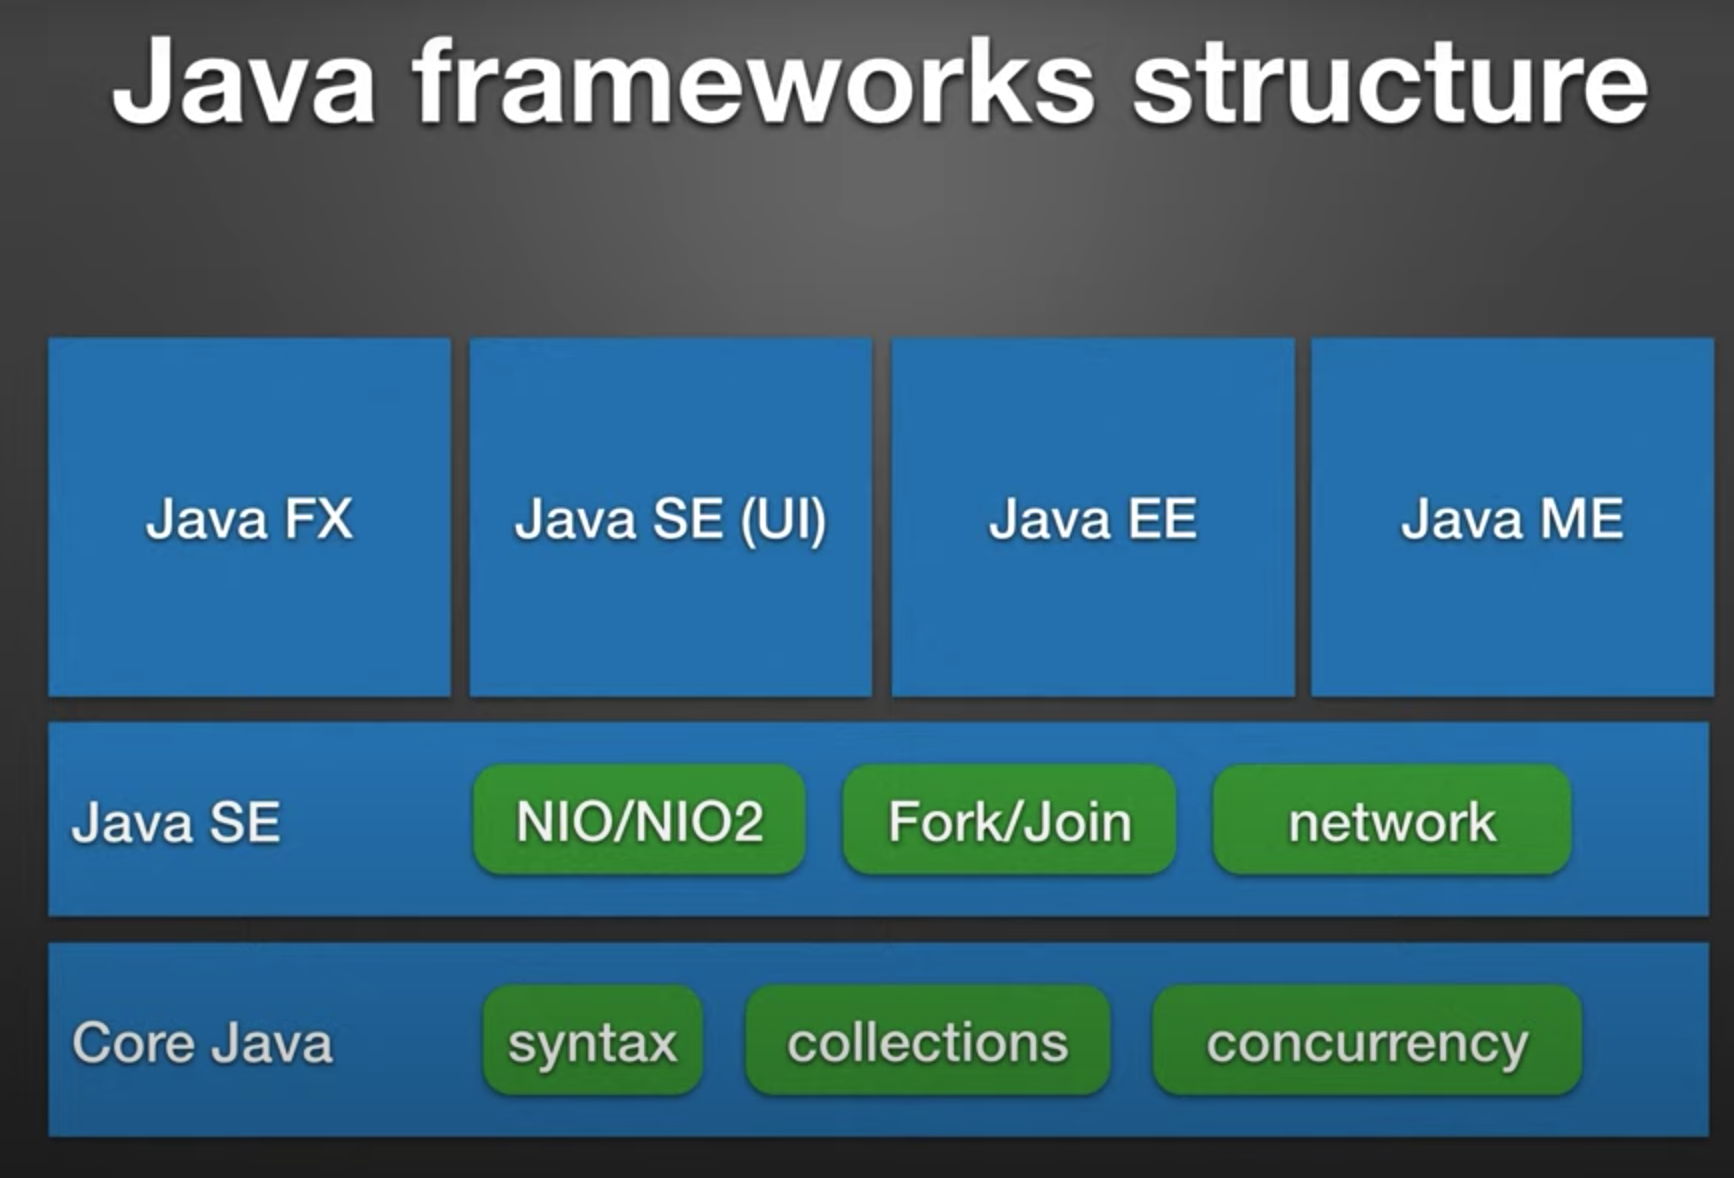 Java frameworks structure
Java FX
Java SE (UI)
Java EE
Java ME
Java SE
NIO/NIO2
Fork/Join
network
Core Java
syntax
collections
concurrency